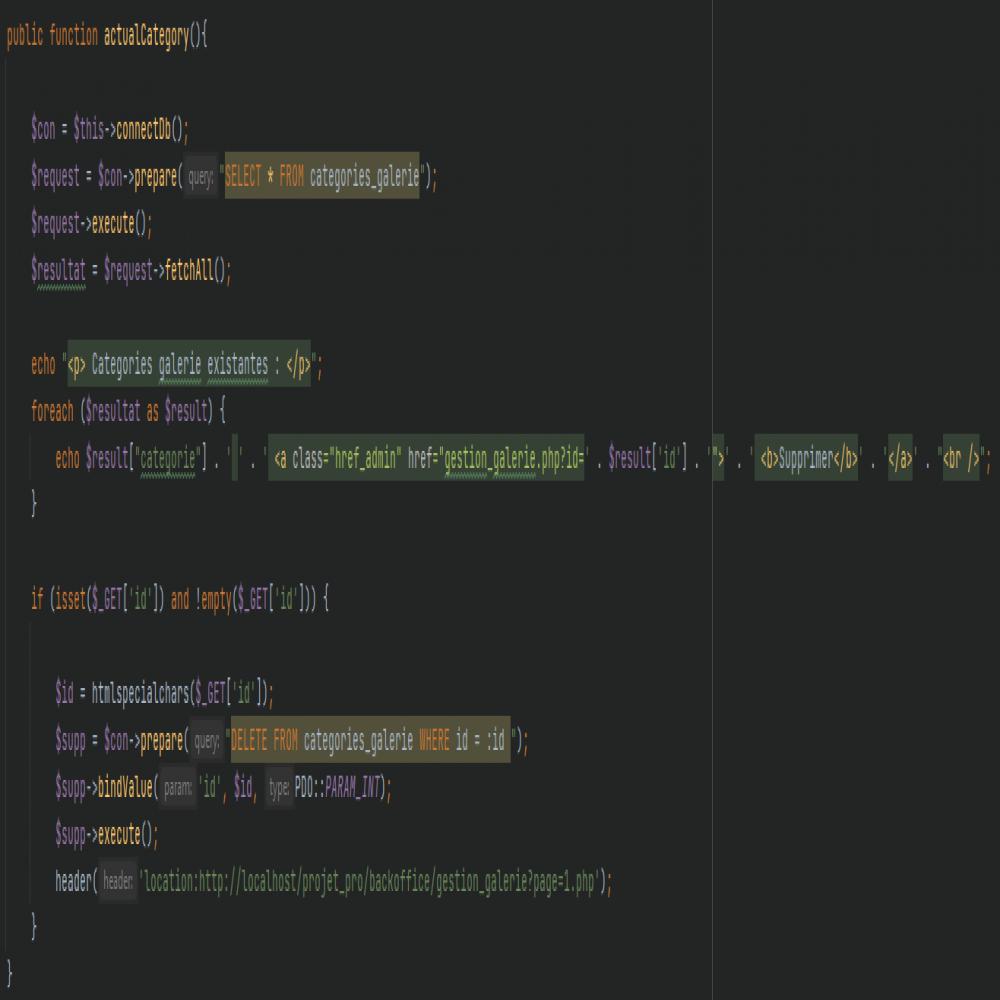 public function actualCategory(){
$con = $this->connectDb();
$request = $con->prepare( query: "SELECT * FROM categories_galerie");
$request->execute();
$resultat = $request->fetchAll();
echo "<p> Categories galerie existantes : </p>";
foreach ($resultat as $result) {
echo $result["categorie"] . ' ' . ' <a class="href_admin" href="gestion_galerie.php?id=' . $result['id'] . '">' . ' <b>Supprimer</b>' . '</a>' . "<br />";
}
if (isset($_GET['id']) and !empty($_GET['id'])) {
$id = htmlspecialchars($_GET['id']);
$supp = $con->prepare( query: "DELETE FROM categories_galerie WHERE id = :id ");
$supp->bindValue( param: 'id', $id, type: PDO::PARAM_INT);
$supp->execute();
header( header: 'location:http://localhost/projet_pro/backoffice/gestion_galerie?page=1.php');
}
}